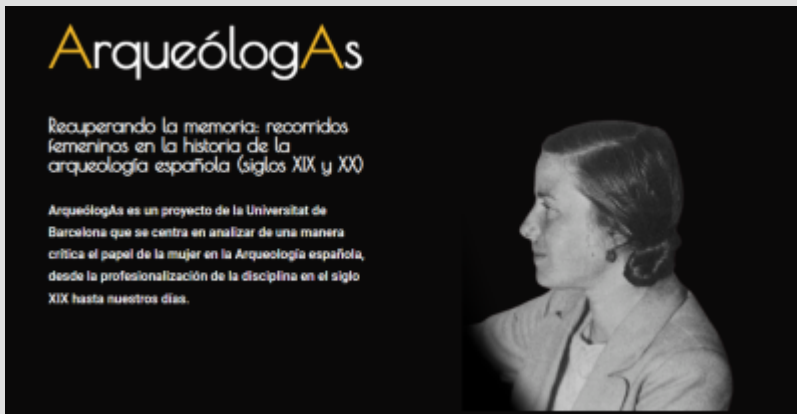 ArqueólogAs
Recuperando la memoria: recorridos
femeninos en la historia de la
arqueología española (siglos XIX y XX)
ArqueólogAs es un proyecto de la Universitat de
Barcelona que se centra en analizar de una manera
crítica el papel de la mujer en la Arqueología española,
desde la profesionalización de la disciplina en el siglo
XIX hasta nuestros días.